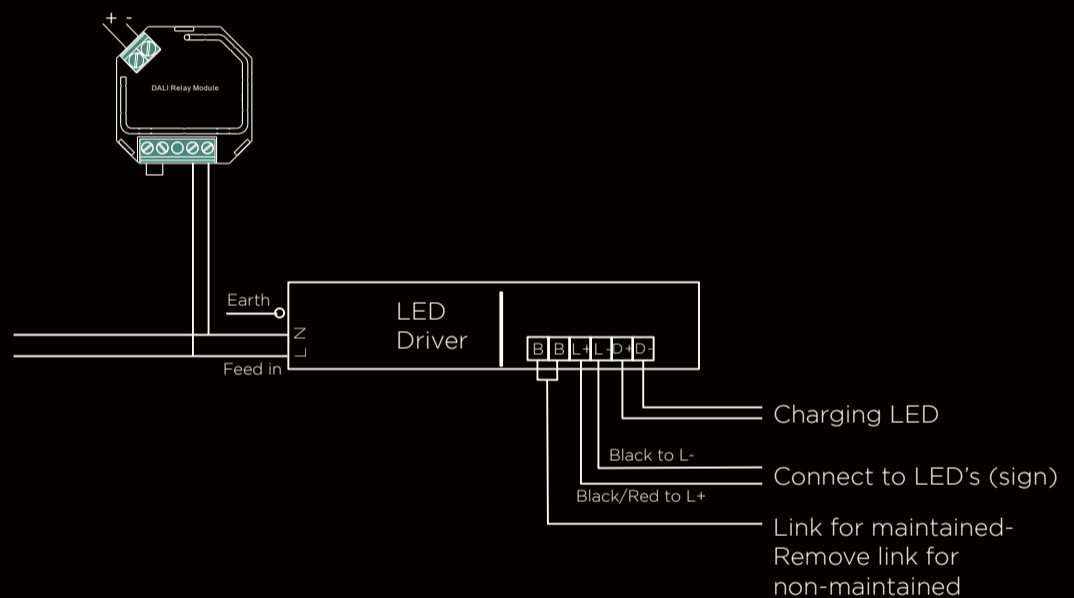 + -
DALI Relay Module
Earth
LED
Driver
N
L
Feed in
B B L+ L- D+ D-
Charging LED
Black to L-
Connect to LED's (sign)
Black/Red to L+
Link for maintained-
Remove link for
non-maintained